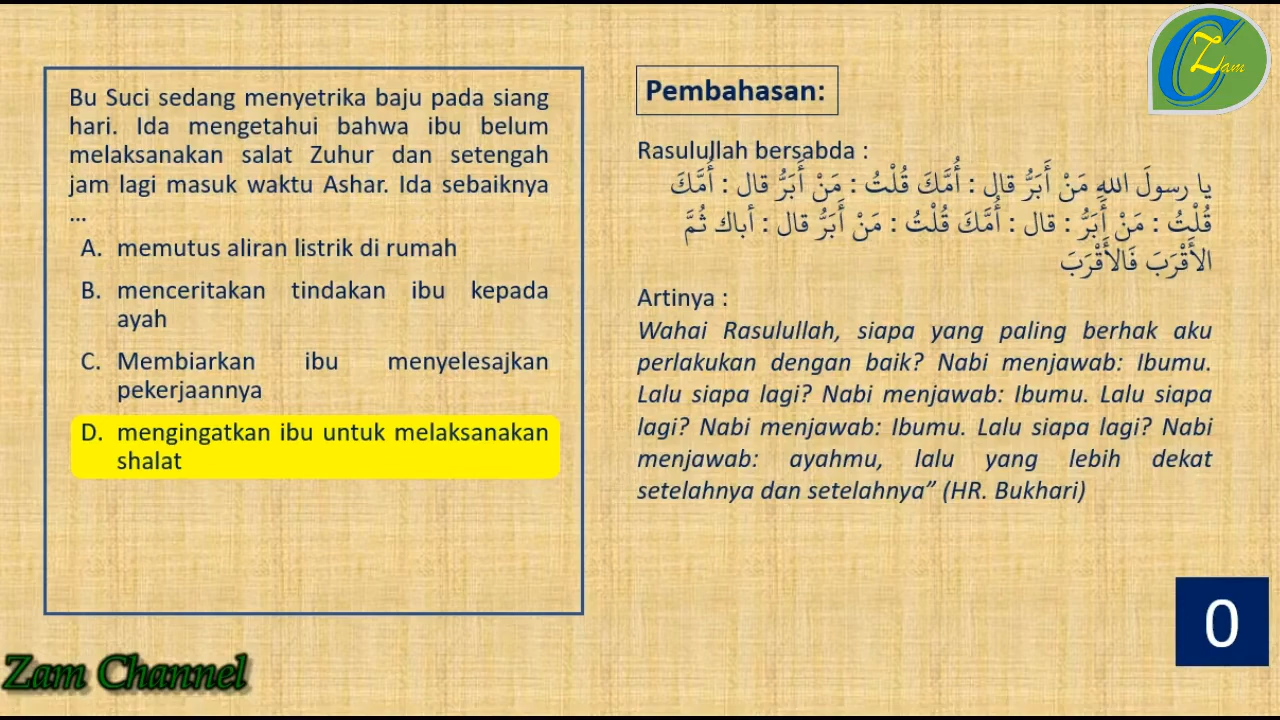 Bu Suci sedang menyetrika baju pada siang
hari. Ida mengetahui bahwa ibu belum
melaksanakan salat Zuhur dan setengah
jam lagi masuk waktu Ashar. Ida sebaiknya
...
A. memutus aliran listrik di rumah
B. menceritakan tindakan ibu kepada
ayah
C. Membiarkan ibu menyelesajkan
pekerjaannya
D. mengingatkan ibu untuk melaksanakan
shalat
Pembahasan:
Rasulullah bersabda :
يا رسولَ اللهِ مَنْ أَبَرُّ قال : أُمَّكَ قُلْتُ : مَنْ أَبَرُّ قال : أُمَّكَ
قُلْتُ : مَنْ أَبَرُّ : قال : أُمَّكَ قُلْتُ : مَنْ أَبَرُّ قال : أباك ثُمَّ
الأَقْرَبَ فَالأَقْرَبَ
Artinya :
Wahai Rasulullah, siapa yang paling berhak aku
perlakukan dengan baik? Nabi menjawab: Ibumu.
Lalu siapa lagi? Nabi menjawab: Ibumu. Lalu siapa
lagi? Nabi menjawab: Ibumu. Lalu siapa lagi? Nabi
menjawab: ayahmu, lalu yang lebih dekat
setelahnya dan setelahnya” (HR. Bukhari)
Zam
0
Zam Channel